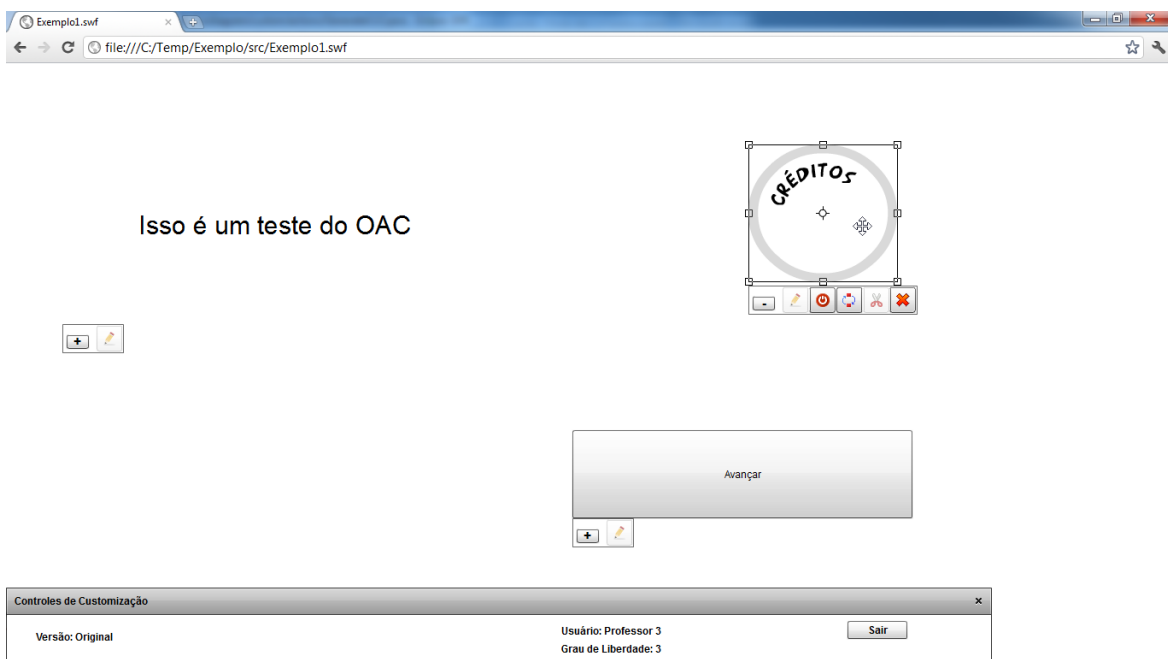 Exemplo1.swf
file:///C:/Temp/Exemplo/src/Exemplo1.swf
CRÉDITOS
Isso é um teste do OAC
Avançar
Controles de Customização
Versão: Original
Usuário: Professor 3
Sair
Grau de Liberdade: 3